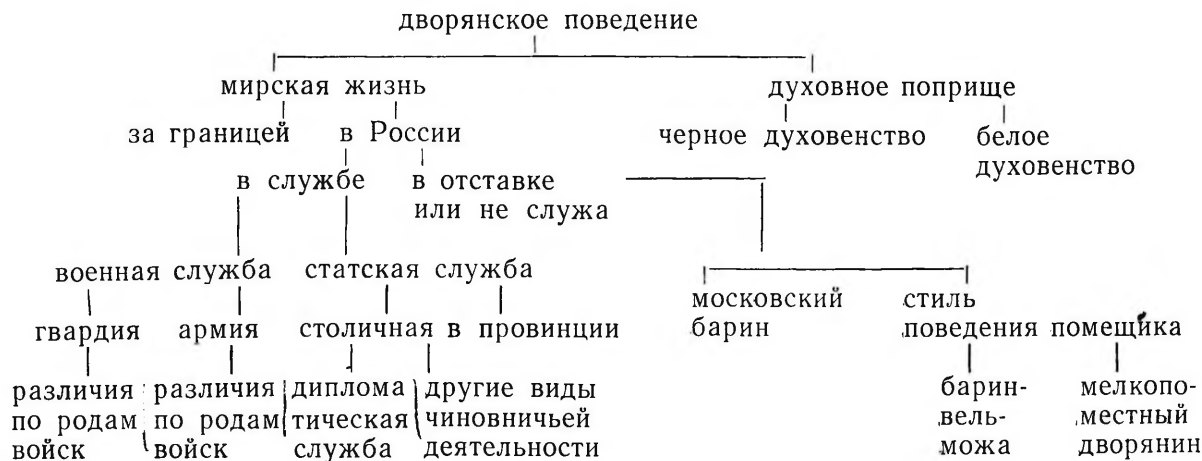 дворянское поведение
мирская жизнь духовное поприще
за границей в России черное духовенство белое
духовенство
в службе в отставке
или не служа
военная служба статская служба
московский стиль
барин поведения помещика
гвардия армия столичная в провинции
различия различия диплома другие виды барин- мелкопо-
по родам по родам тическая чиновничьей вель- местный
войск войск служба деятельности можа дворянин